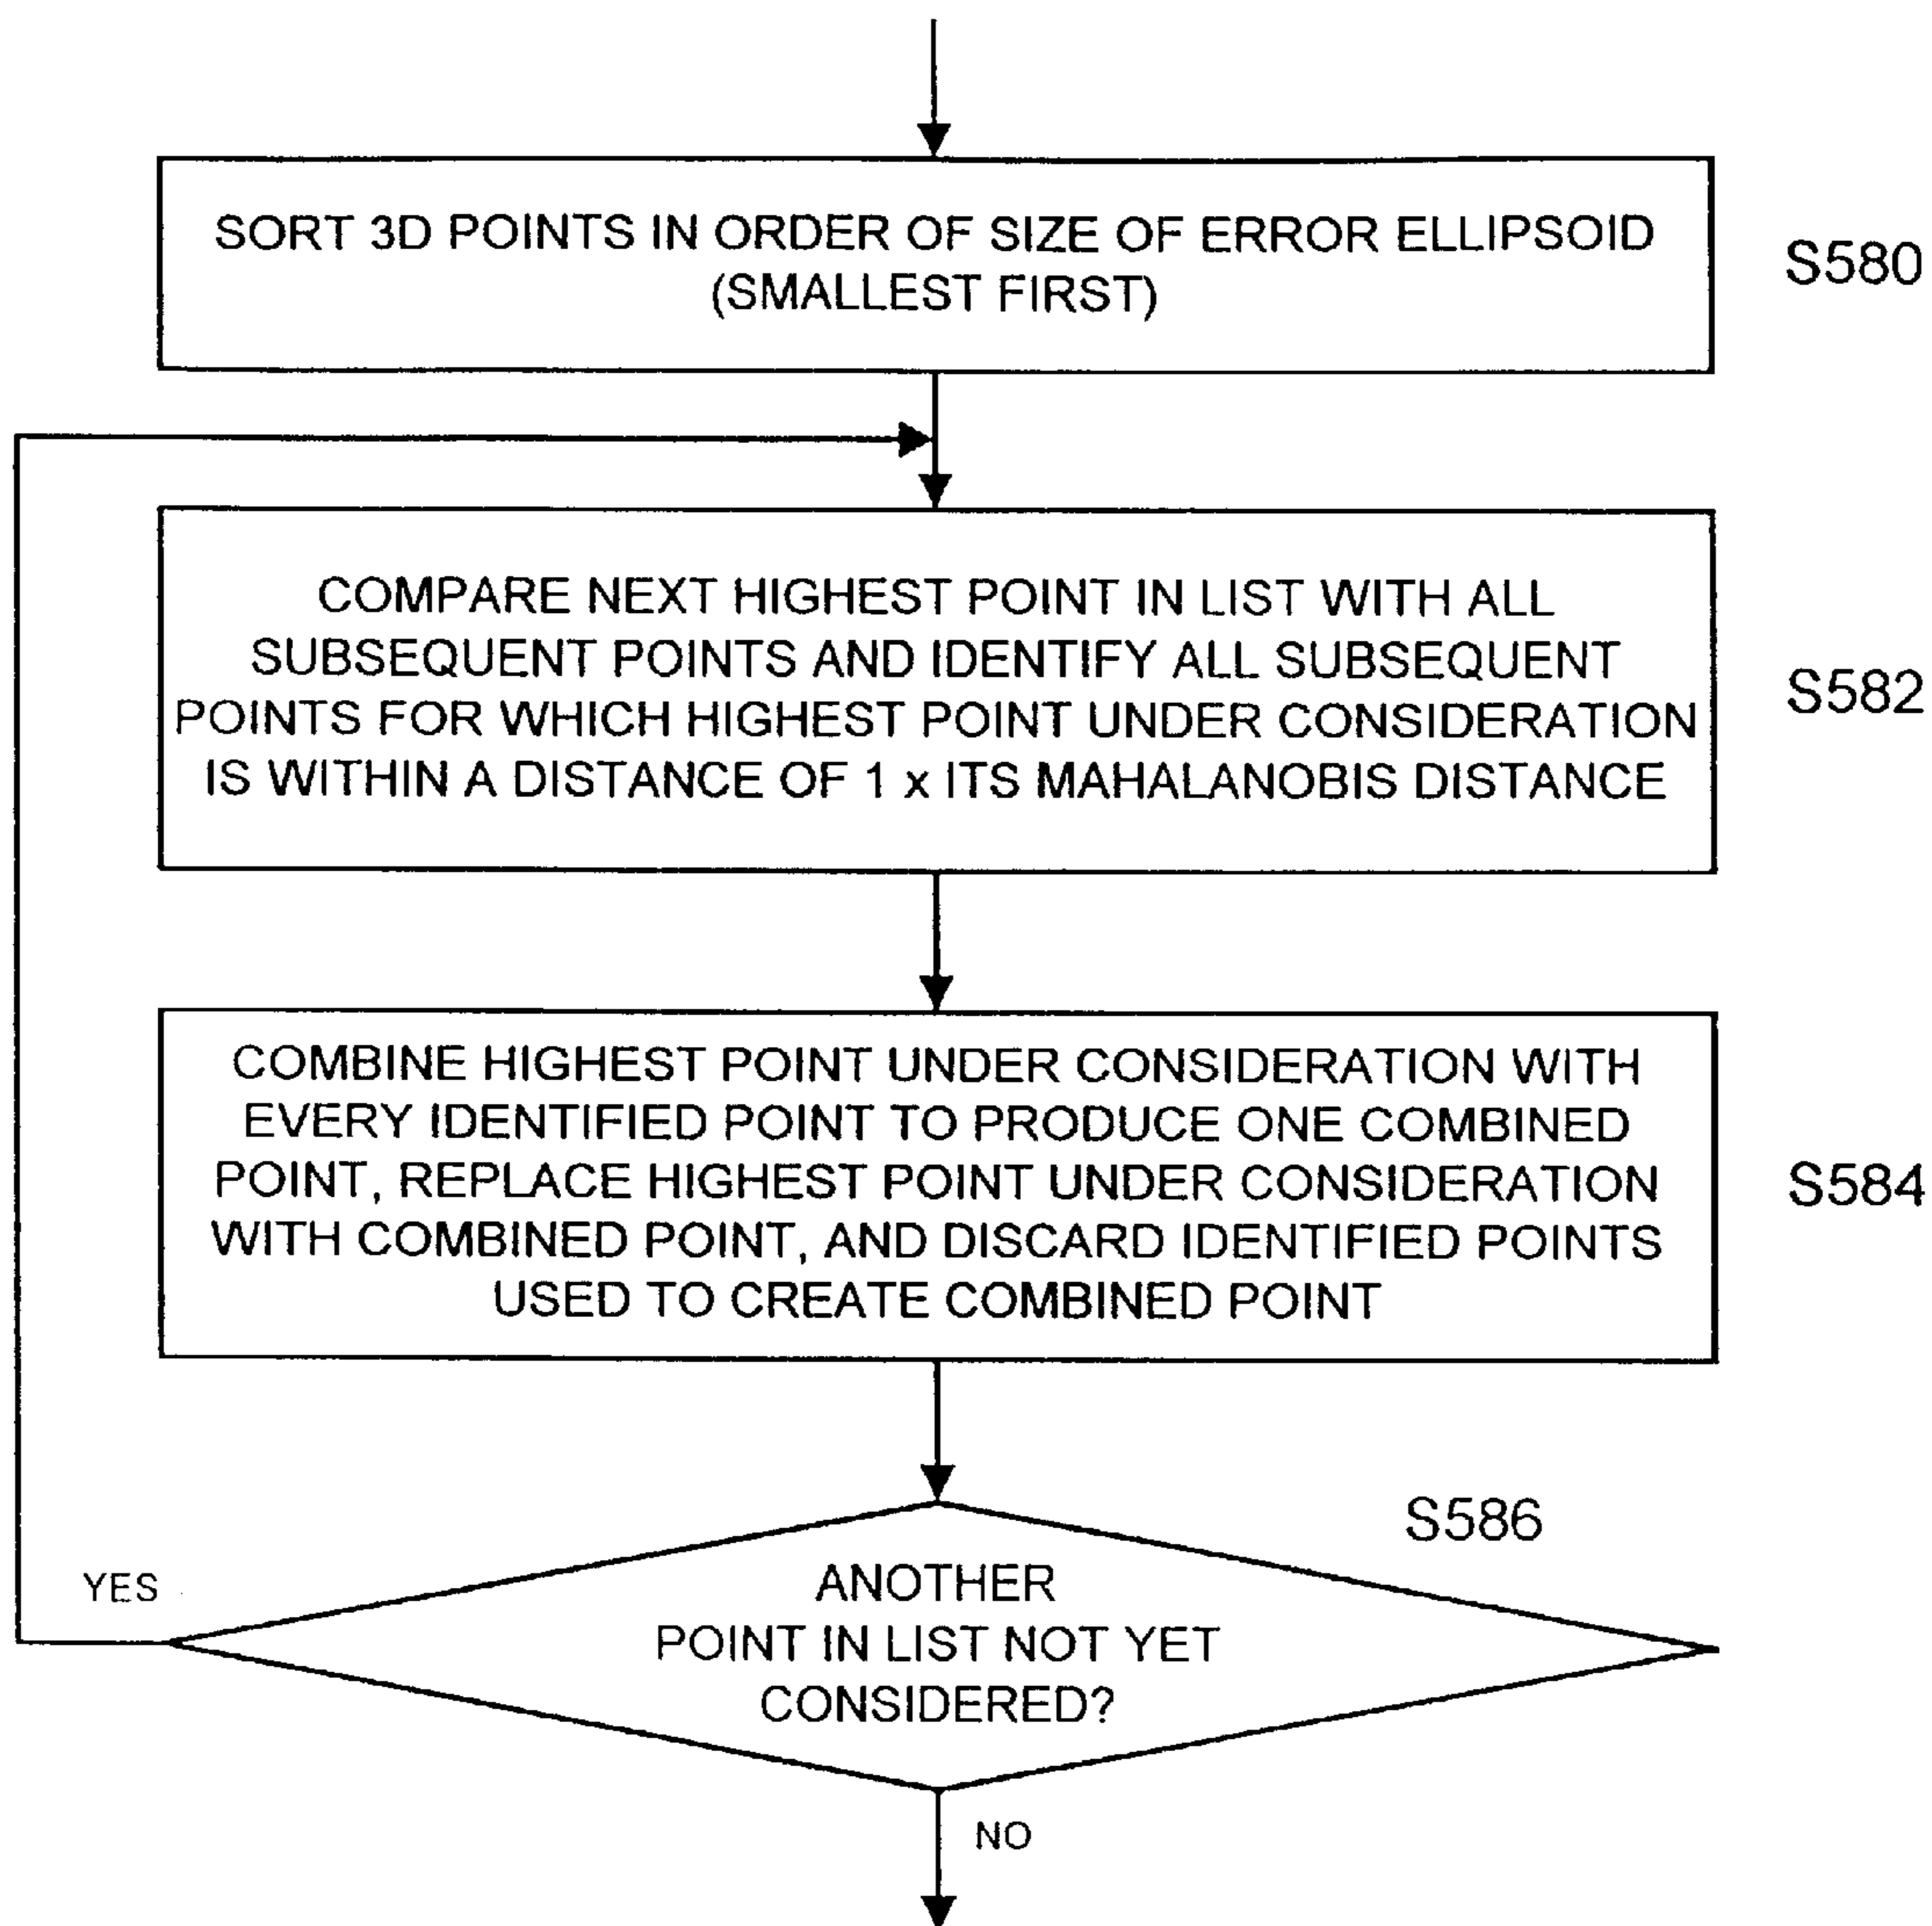 SORT 3D POINTS IN ORDER OF SIZE OF ERROR ELLIPSOID
(SMALLEST FIRST)
S580
COMPARE NEXT HIGHEST POINT IN LIST WITH ALL
SUBSEQUENT POINTS AND IDENTIFY ALL SUBSEQUENT
POINTS FOR WHICH HIGHEST POINT UNDER CONSIDERATION
IS WITHIN A DISTANCE OF 1 x ITS MAHALANOBIS DISTANCE
S582
COMBINE HIGHEST POINT UNDER CONSIDERATION WITH
EVERY IDENTIFIED POINT TO PRODUCE ONE COMBINED
POINT, REPLACE HIGHEST POINT UNDER CONSIDERATION
WITH COMBINED POINT, AND DISCARD IDENTIFIED POINTS
USED TO CREATE COMBINED POINT
S584
S586
YES
ANOTHER
POINT IN LIST NOT YET
CONSIDERED?
NO